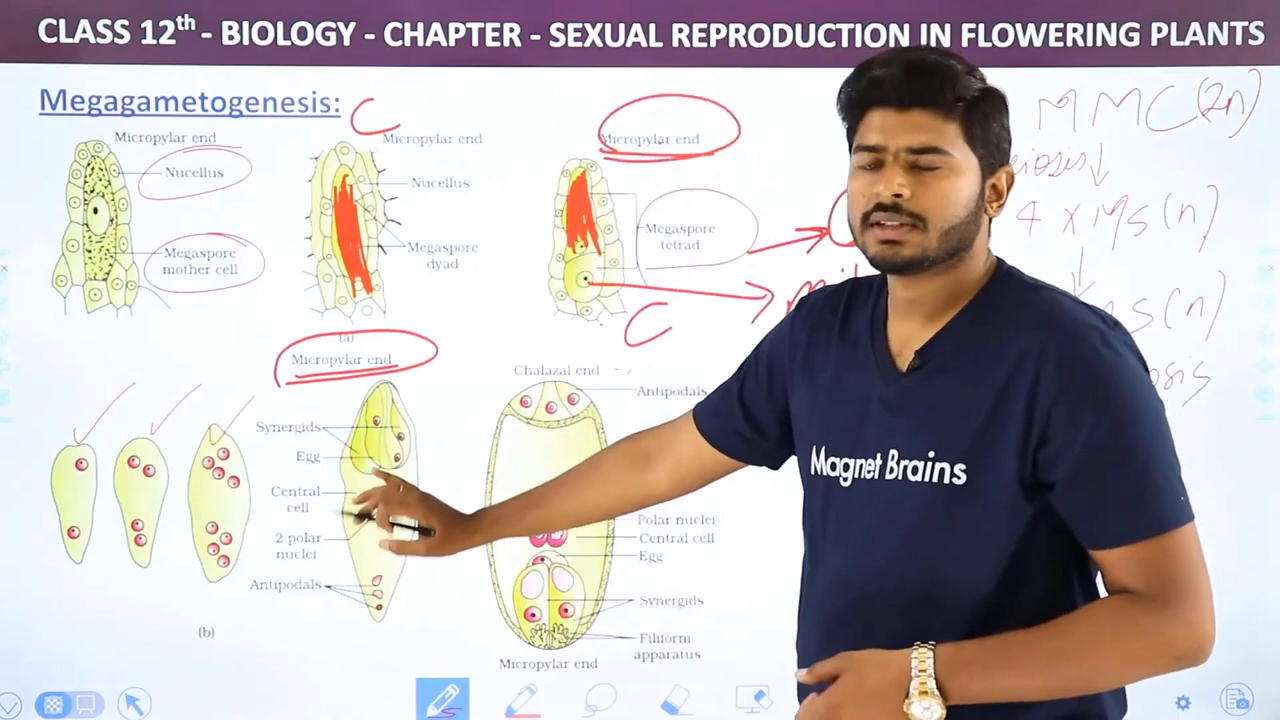 CLASS 12th - BIOLOGY - CHAPTER - SEXUAL REPRODUCTION IN FLOWERING PLANTS
Megagametogenesis:
Micropylar end
Nucellus
Megaspore
mother cell
C
Micropylar end
Nucellus
Megaspore
dyad
(a)
Micropylar end
Megaspore
tetrad
C
MMC (2n)
4 x MS (n)
S (n)
(b)
Micropylar end
Synergids
Egg
Central
cell
2 polar
nuclei
Antipodals
Chalazal end
Antipodals
Polar nuclei
Central cell
Egg
Synergids
Filiform
apparatus
Micropylar end
Magnet Brains